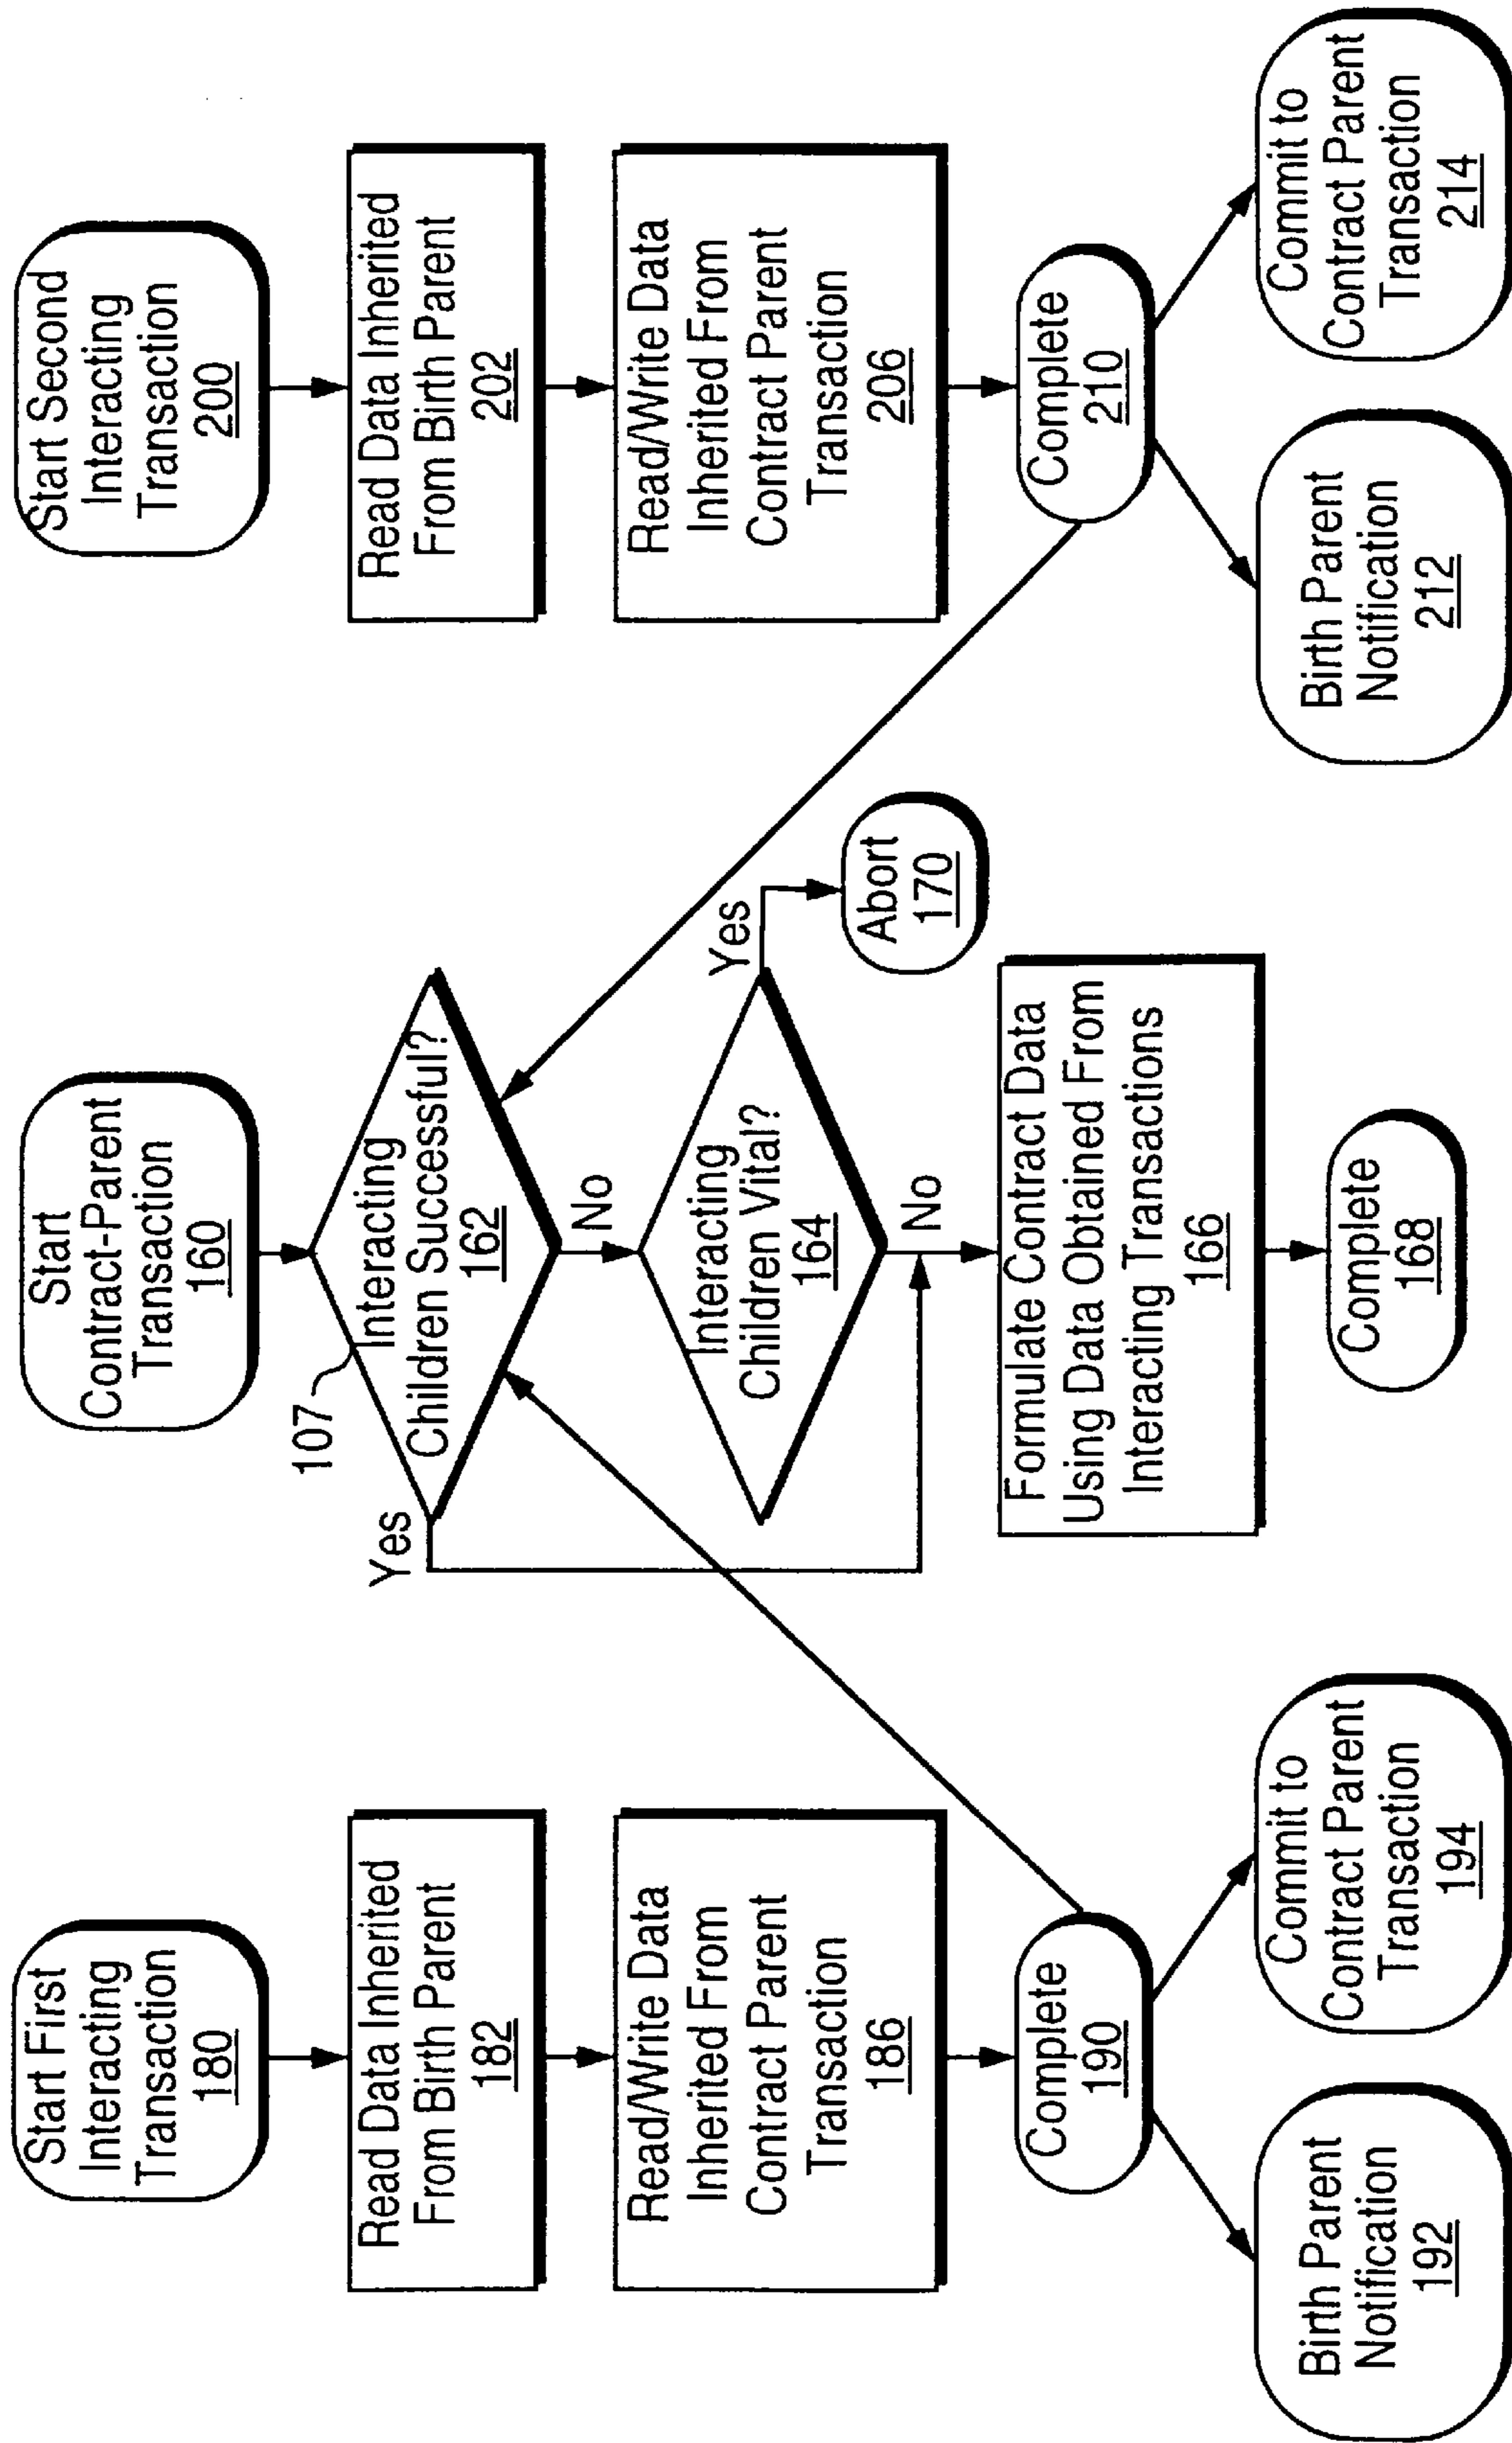 Start First
Interacting
Transaction
180
Read Data Inherited
From Birth Parent
182
Read/Write Data
Inherited From
Contract Parent
Transaction
186
Complete
190
Birth Parent
Notification
192
Commit to
Contract Parent
Transaction
194
Start
Contract-Parent
Transaction
160
107
Interacting
Children Successful?
162
Yes
No
Interacting
Children Vital?
164
Yes
No
Abort
170
Formulate Contract Data
Using Data Obtained From
Interacting Transactions
166
Complete
168
Start Second
Interacting
Transaction
200
Read Data Inherited
From Birth Parent
202
Read/Write Data
Inherited From
Contract Parent
Transaction
206
Complete
210
Birth Parent
Notification
212
Commit to
Contract Parent
Transaction
214